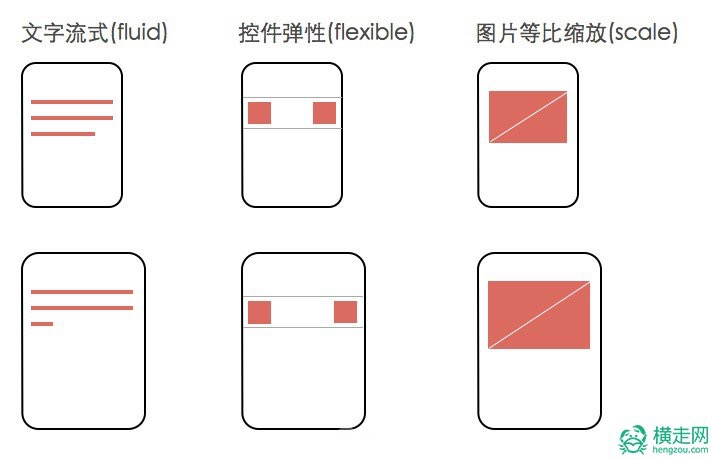 文字流式(fluid)
控件弹性(flexible)
图片等比缩放(scale)
横走网
hengzou.com